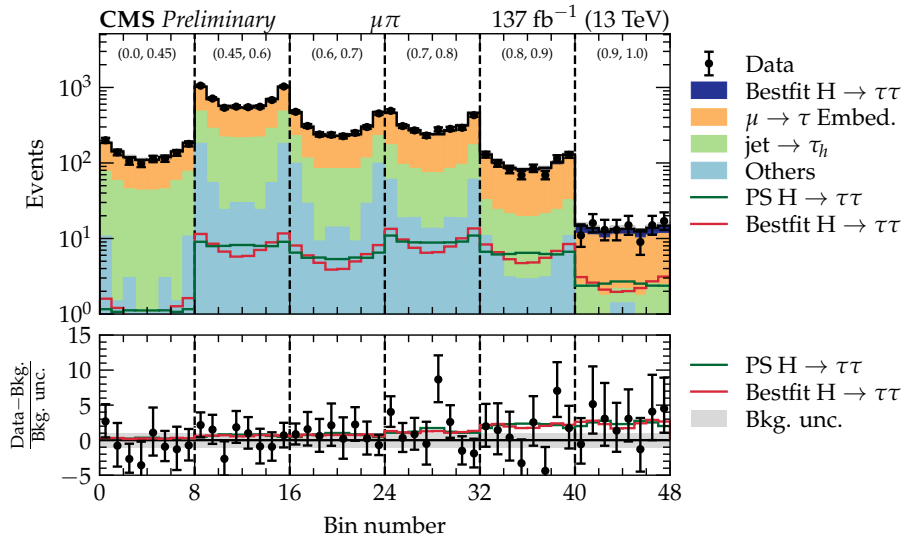 CMS Preliminary μπ 137 fb⁻¹ (13 TeV)
(0.0, 0.45) (0.45, 0.6) (0.6, 0.7) (0.7, 0.8) (0.8, 0.9) (0.9, 1.0)
Events
10³
10²
10¹
10⁰
Data
Bestfit H → ττ
μ → τ Embed.
jet → τₕ
Others
PS H → ττ
Bestfit H → ττ
Data−Bkg.
Bkg. unc.
15
10
5
0
−5
PS H → ττ
Bestfit H → ττ
Bkg. unc.
0 8 16 24 32 40 48
Bin number